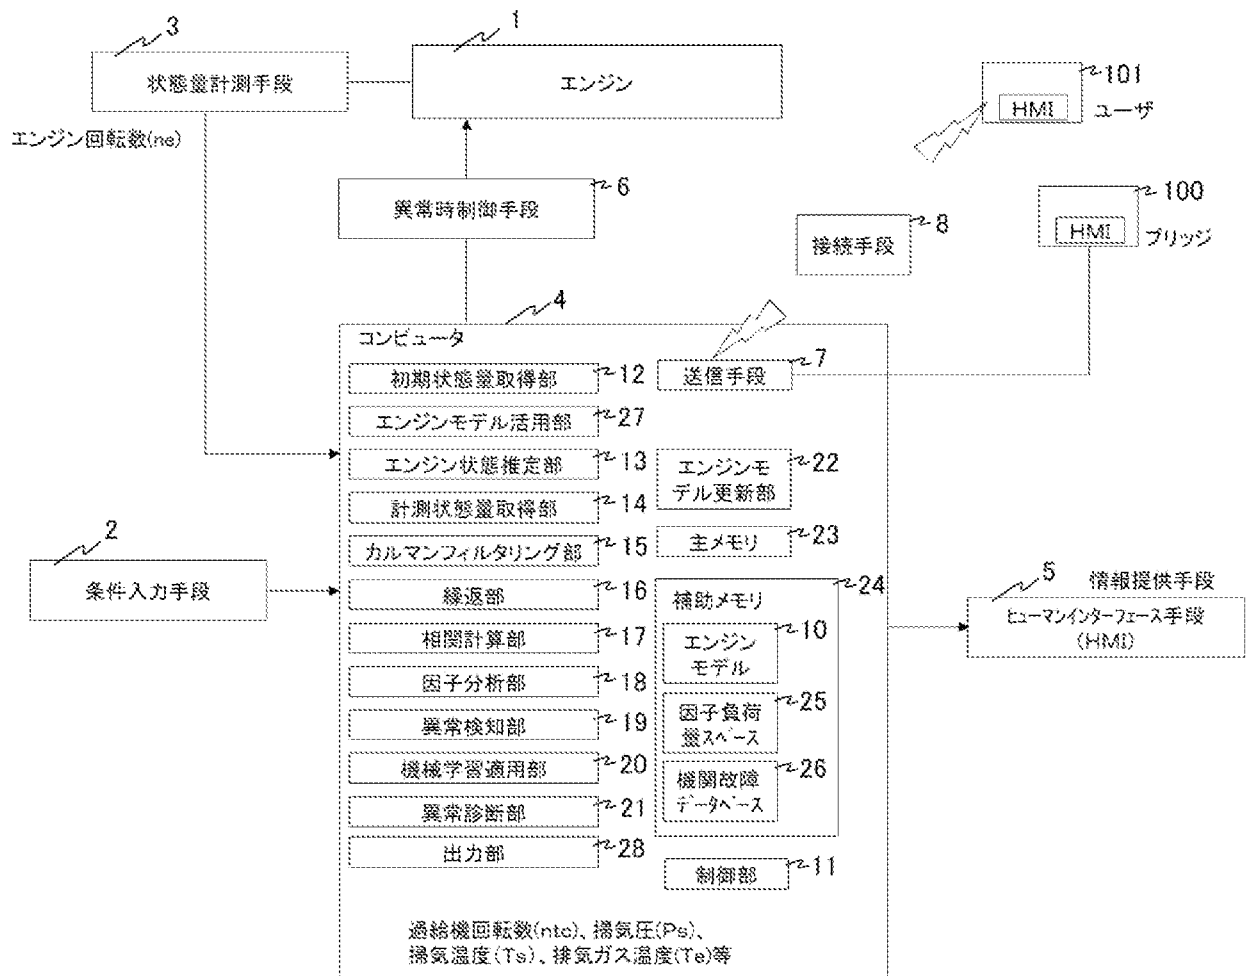 3
状態量計測手段
1
エンジン
101
HMI
ユーザ
エンジン回転数(ne)
6
異常時制御手段
100
HMI
ブリッジ
8
接続手段
4
コンピュータ
初期状態量取得部
12
送信手段
7
エンジンモデル活用部
27
エンジン状態推定部
13
エンジンモ
デル更新部
22
計測状態量取得部
14
カルマンフィルタリング部
15
主メモリ
23
2
条件入力手段
繰返部
16
補助メモリ
24
相関計算部
17
エンジン
モデル
10
因子分析部
18
因子負荷
量スペース
25
異常検知部
19
機械学習適用部
20
機関故障
データベース
26
異常診断部
21
出力部
28
制御部
11
5
情報提供手段
ヒューマンインターフェース手段
(HMI)
過給機回転数(ntc)、掃気圧(Ps)、
掃気温度(Ts)、排気ガス温度(Te)等